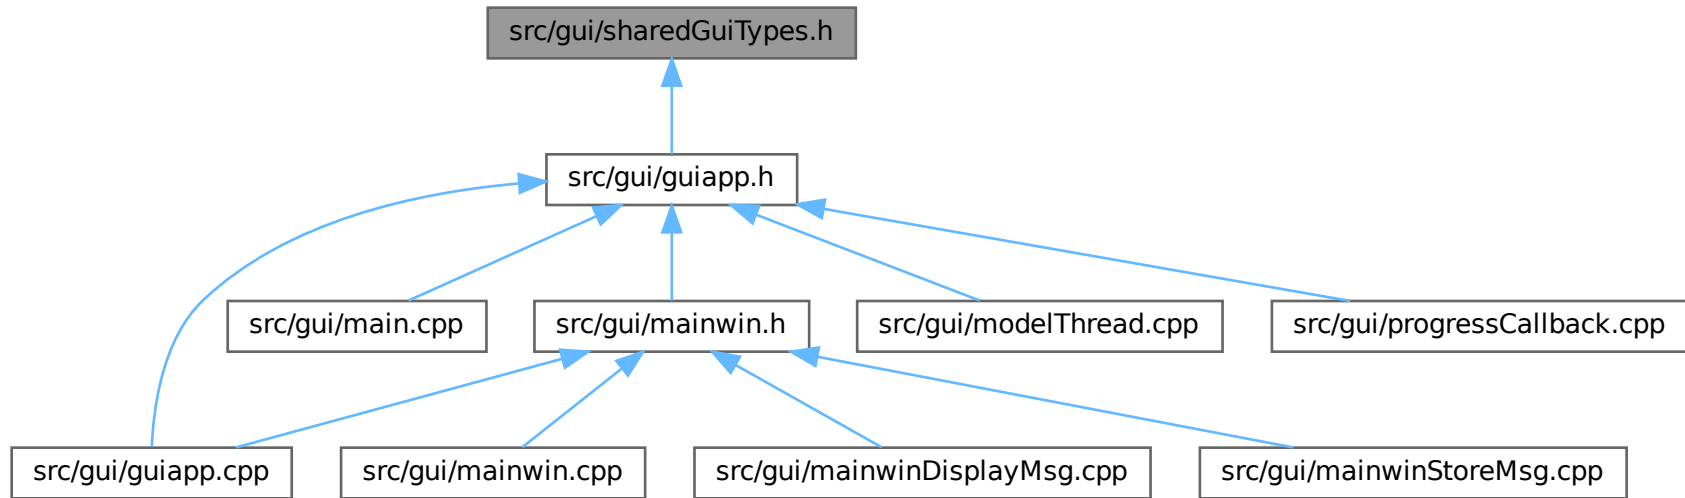 src/gui/sharedGuiTypes.h
src/gui/guiapp.h
src/gui/main.cpp
src/gui/mainwin.h
src/gui/modelThread.cpp
src/gui/progressCallback.cpp
src/gui/guiapp.cpp
src/gui/mainwin.cpp
src/gui/mainwinDisplayMsg.cpp
src/gui/mainwinStoreMsg.cpp